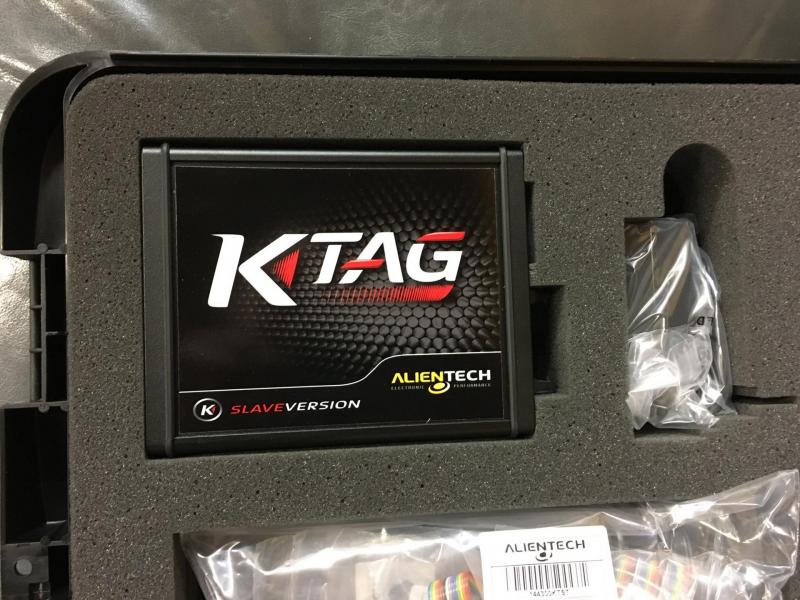 KTAG
ALIENTECH
ELECTRONIC PERFORMANCE
K
SLAVEVERSION
ALIENTECH